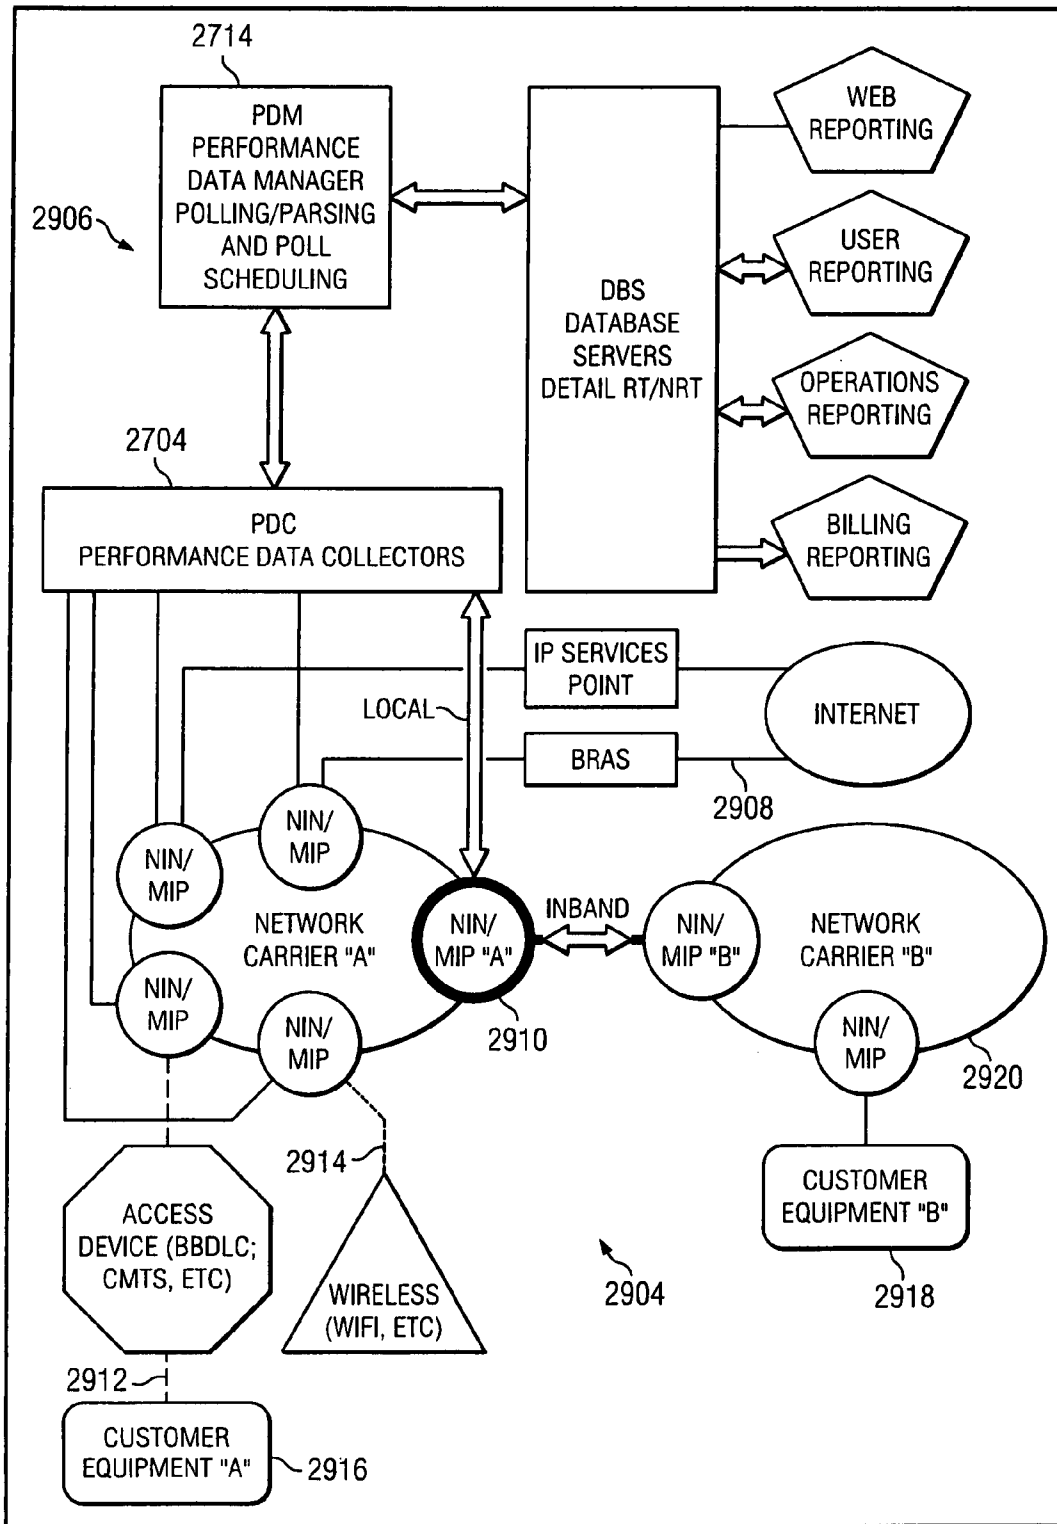 2714
PDM
PERFORMANCE
DATA MANAGER
POLLING/PARSING
AND POLL
SCHEDULING
2906
WEB
REPORTING
USER
REPORTING
DBS
DATABASE
SERVERS
DETAIL RT/NRT
OPERATIONS
REPORTING
BILLING
REPORTING
2704
PDC
PERFORMANCE DATA COLLECTORS
IP SERVICES
POINT
LOCAL
INTERNET
BRAS
2908
NIN/
MIP
NIN/
MIP
NETWORK
CARRIER "A"
NIN/
MIP "A"
INBAND
NIN/
MIP "B"
NETWORK
CARRIER "B"
NIN/
MIP
NIN/
MIP
2910
NIN/
MIP
2920
2914
ACCESS
DEVICE (BBDLC;
CMTS, ETC)
WIRELESS
(WIFI, ETC)
CUSTOMER
EQUIPMENT "B"
2904
2918
2912
CUSTOMER
EQUIPMENT "A"
2916